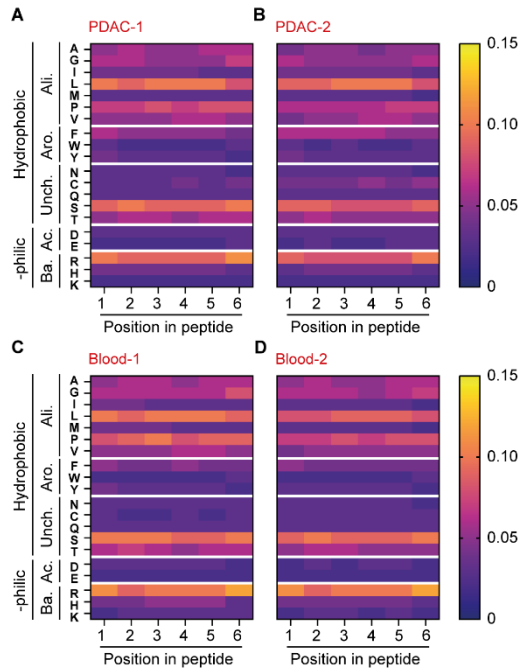 A
PDAC-1
B
PDAC-2
Hydrophobic
-philic
Ali.
Aro.
Unch.
Ac.
Ba.
A
G
I
L
M
P
V
F
W
Y
N
C
Q
S
T
D
E
R
H
K
1 2 3 4 5 6
Position in peptide
1 2 3 4 5 6
Position in peptide
0.15
0.10
0.05
0
C
Blood-1
D
Blood-2
Hydrophobic
-philic
Ali.
Aro.
Unch.
Ac.
Ba.
A
G
I
L
M
P
V
F
W
Y
N
C
Q
S
T
D
E
R
H
K
1 2 3 4 5 6
Position in peptide
1 2 3 4 5 6
Position in peptide
0.15
0.10
0.05
0